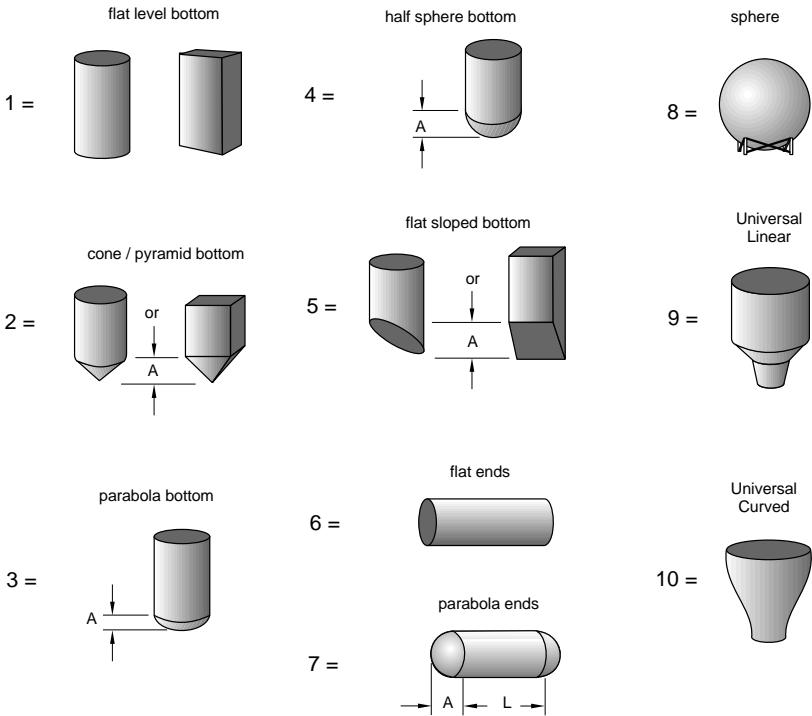 flat level bottom
1 =
cone / pyramid bottom
2 =
or
A
parabola bottom
3 =
A
half sphere bottom
4 =
A
flat sloped bottom
5 =
or
A
flat ends
6 =
parabola ends
7 =
A L
sphere
8 =
Universal
Linear
9 =
Universal
Curved
10 =